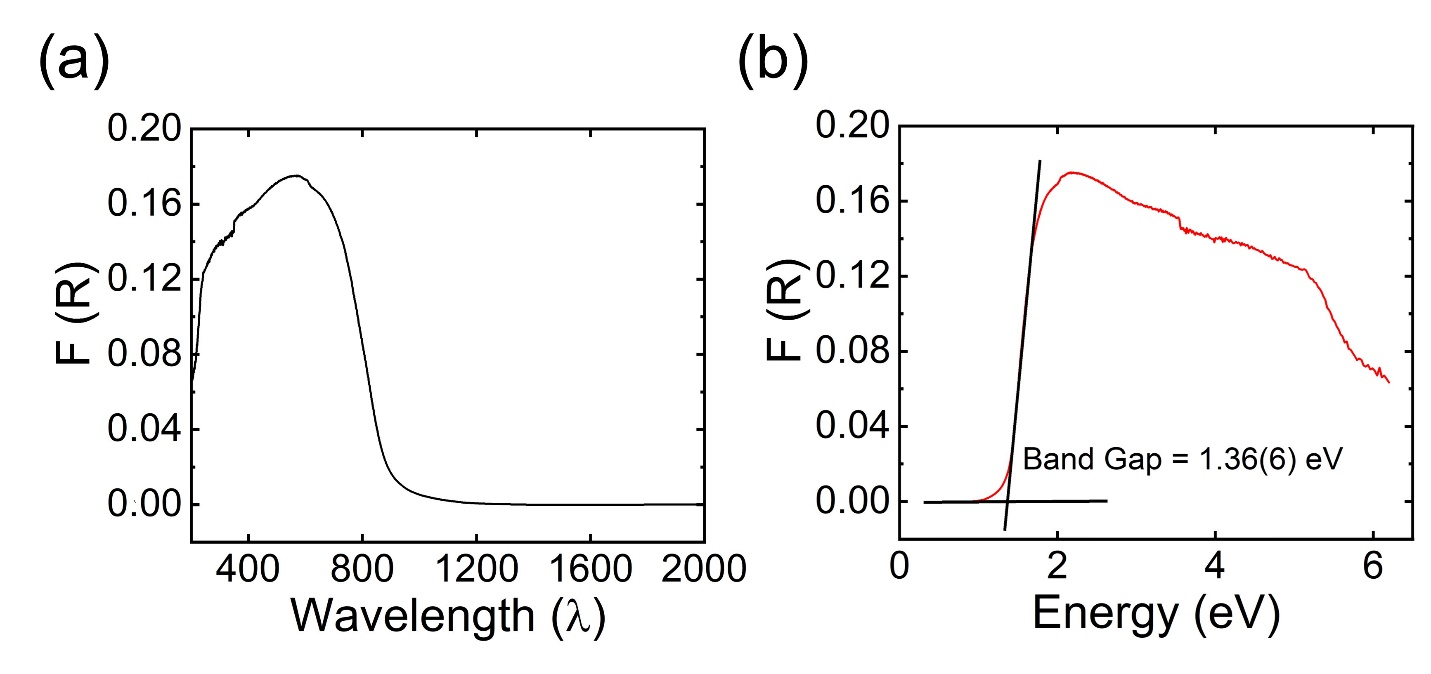 (a)
0.20
0.16
0.12
0.08
0.04
0.00
F (R)
400 800 1200 1600 2000
Wavelength (λ)
(b)
0.20
0.16
0.12
0.08
0.04
0.00
F (R)
Band Gap = 1.36(6) eV
0 2 4 6
Energy (eV)